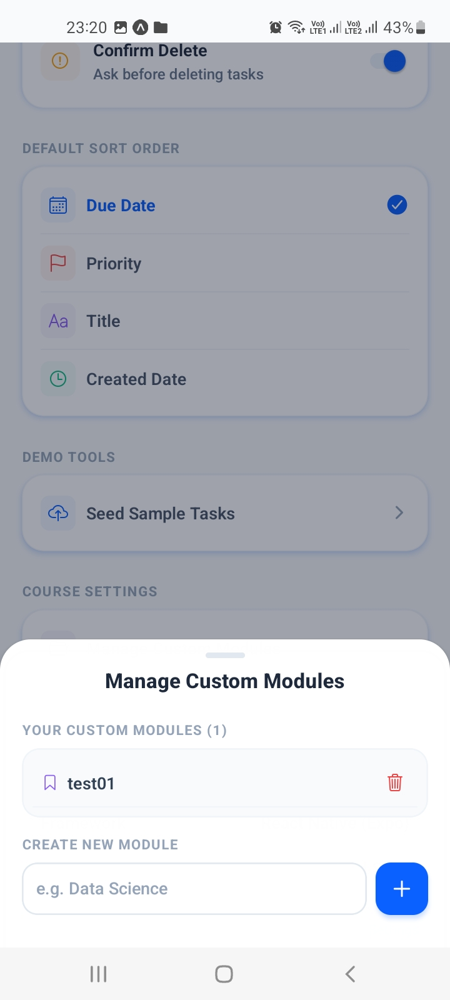 23:20
Vo)) LTE1 Vo)) LTE2 43%
Confirm Delete
Ask before deleting tasks
DEFAULT SORT ORDER
Due Date
Priority
Aa Title
Created Date
DEMO TOOLS
Seed Sample Tasks
COURSE SETTINGS
Manage Custom Modules
YOUR CUSTOM MODULES (1)
test01
CREATE NEW MODULE
e.g. Data Science